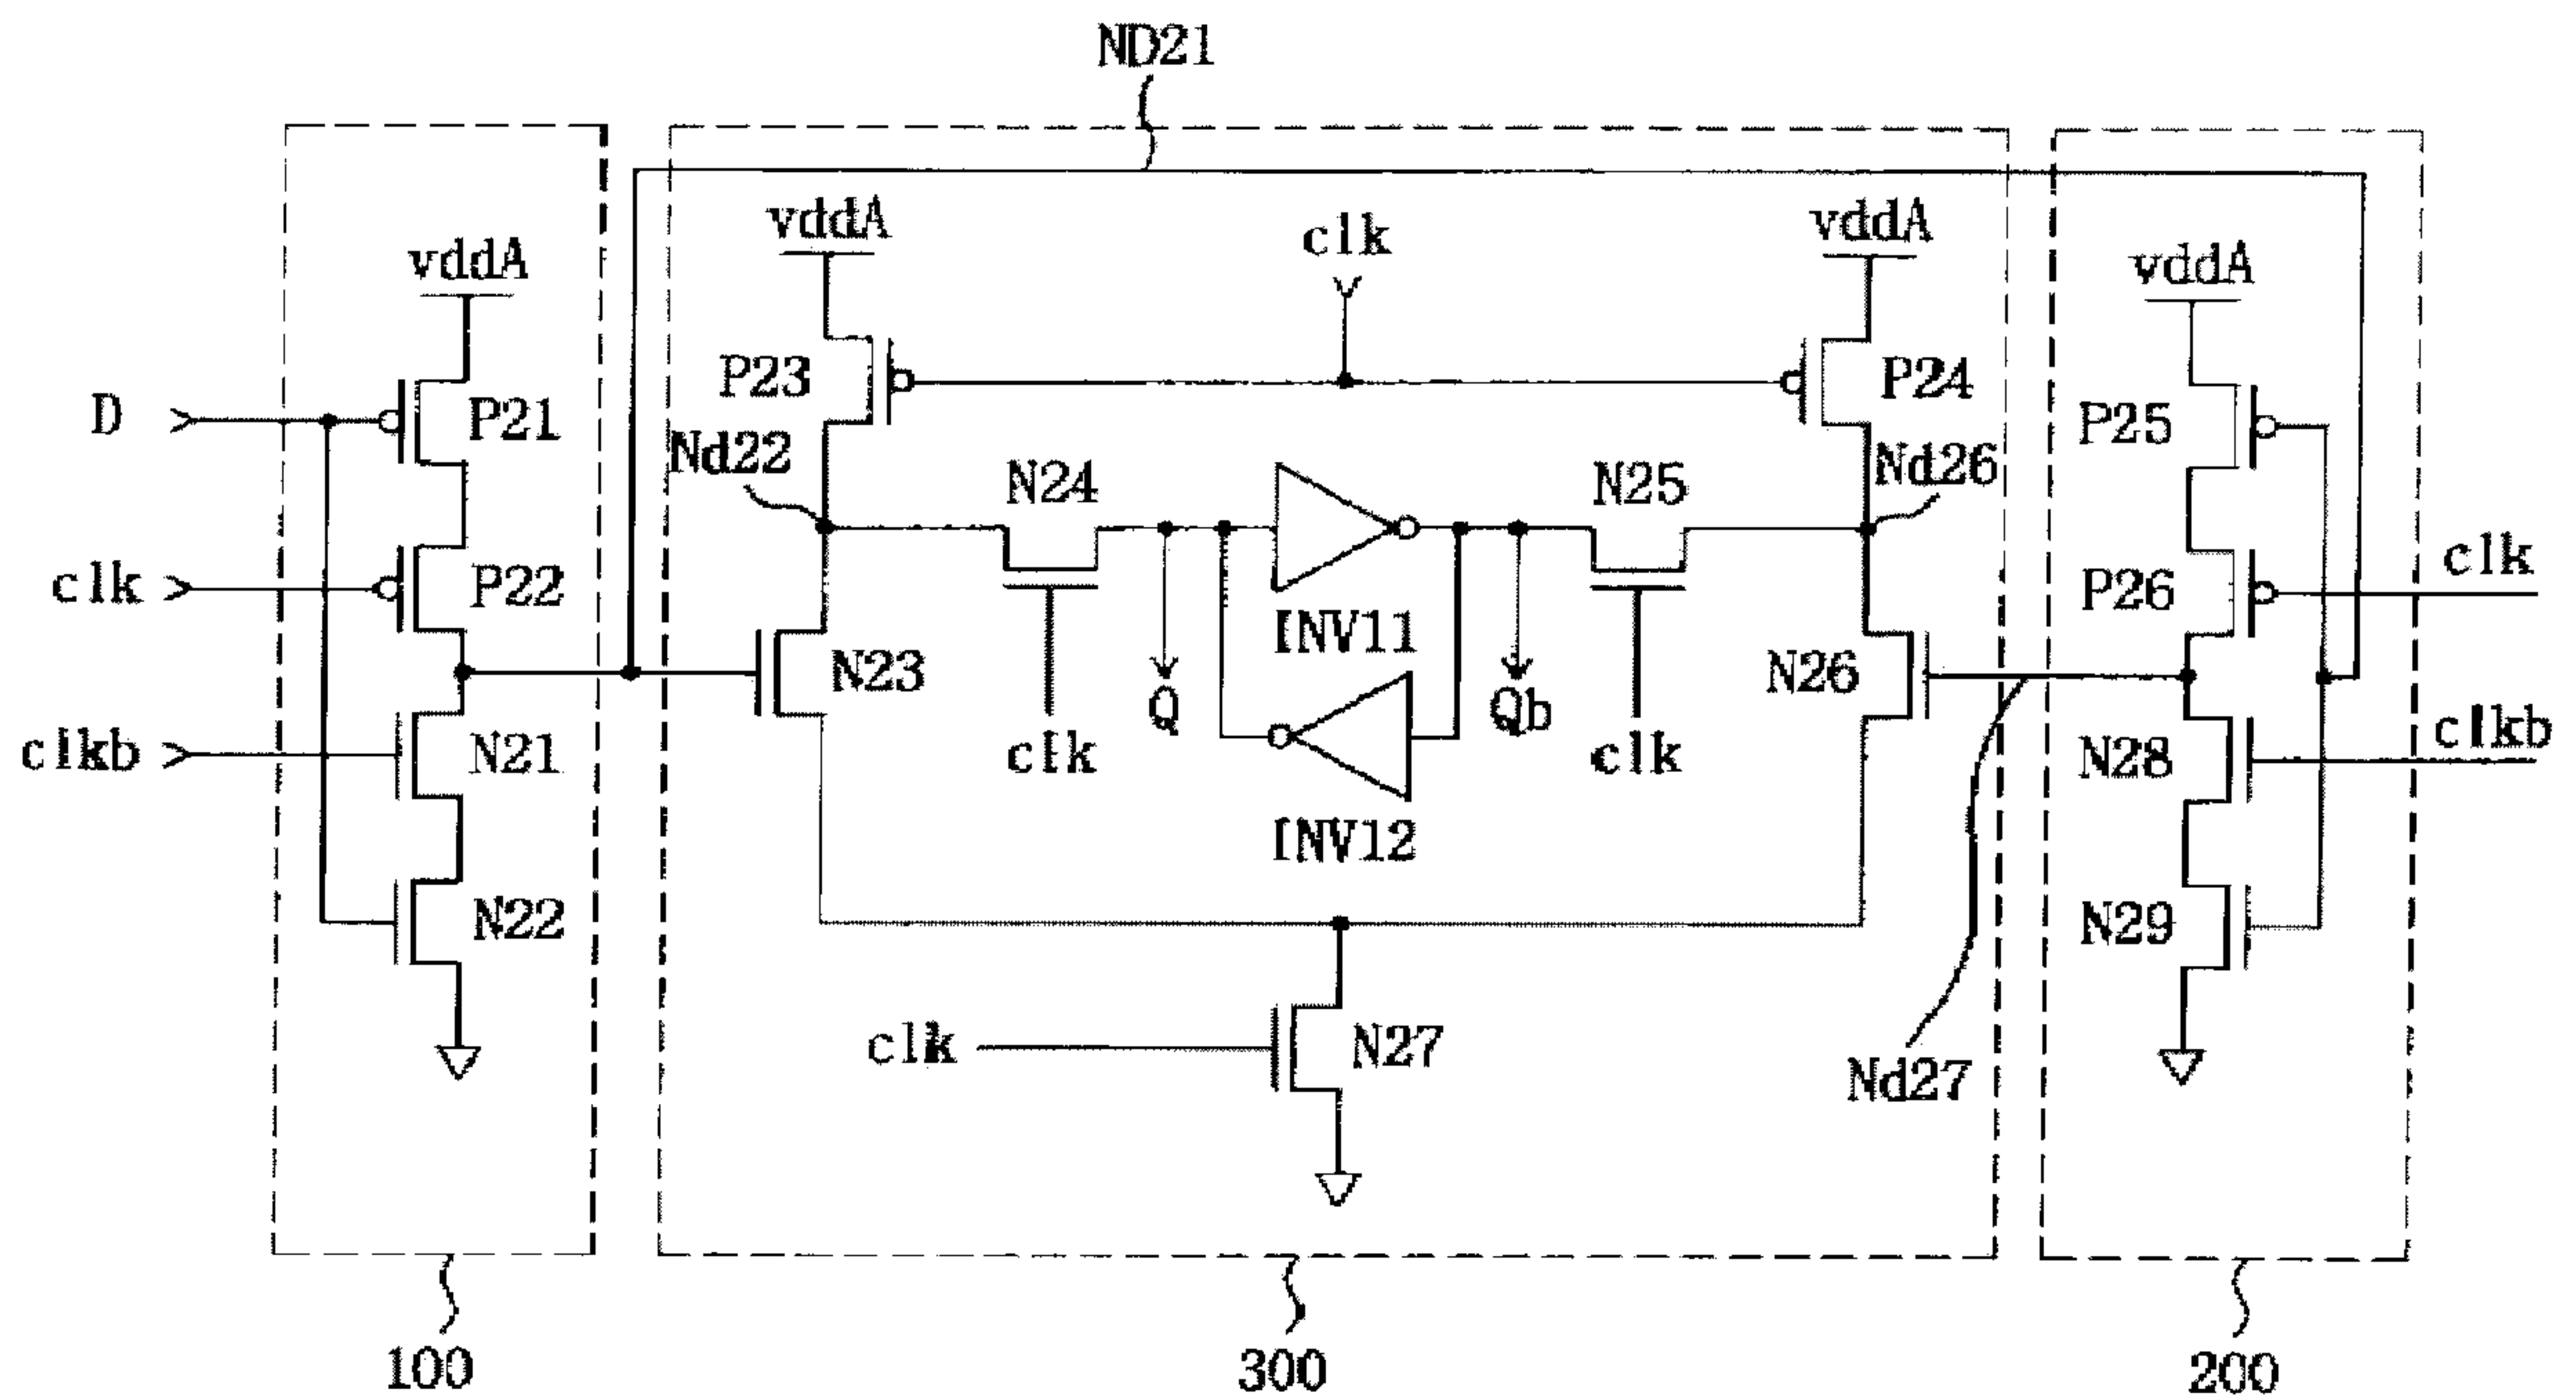 ND21
vddA
vddA
vddA
vddA
clk
D
P21
P23
P24
P25
Nd22
Nd26
N24
N25
clk
P22
P26
clk
INV11
N23
N26
Q
Qb
clkb
N21
clk
clk
N28
clkb
INV12
N22
N29
clk
N27
Nd27
100
300
200